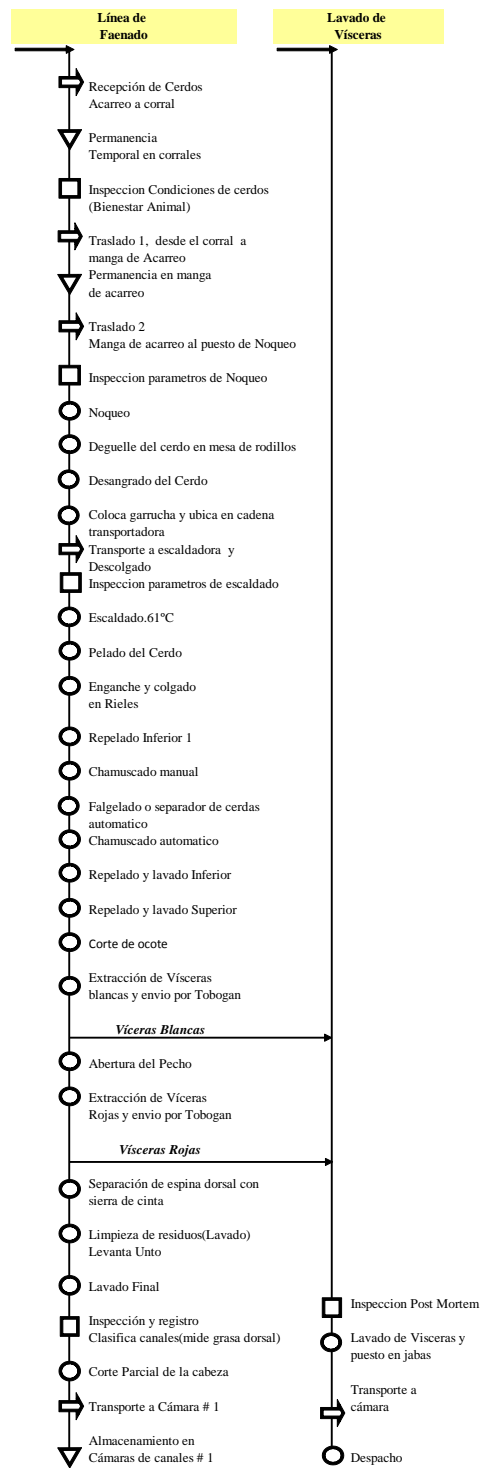 Línea de
Faenado
Lavado de
Vísceras
Recepción de Cerdos
Acarreo a corral
Permanencia
Temporal en corrales
Inspeccion Condiciones de cerdos
(Bienestar Animal)
Traslado 1, desde el corral a
manga de Acarreo
Permanencia en manga
de acarreo
Traslado 2
Manga de acarreo al puesto de Noqueo
Inspeccion parametros de Noqueo
Noqueo
Deguelle del cerdo en mesa de rodillos
Desangrado del Cerdo
Coloca garrucha y ubica en cadena
transportadora
Transporte a escaldadora y
Descolgado
Inspeccion parametros de escaldado
Escaldado.61ºC
Pelado del Cerdo
Enganche y colgado
en Rieles
Repelado Inferior 1
Chamuscado manual
Falgelado o separador de cerdas
automatico
Chamuscado automatico
Repelado y lavado Inferior
Repelado y lavado Superior
Corte de ocote
Extracción de Vísceras
blancas y envio por Tobogan
Víceras Blancas
Abertura del Pecho
Extracción de Víceras
Rojas y envio por Tobogan
Vísceras Rojas
Separación de espina dorsal con
sierra de cinta
Limpieza de residuos(Lavado)
Levanta Unto
Lavado Final
Inspección y registro
Clasifica canales(mide grasa dorsal)
Corte Parcial de la cabeza
Transporte a Cámara # 1
Almacenamiento en
Cámaras de canales # 1
Inspeccion Post Mortem
Lavado de Visceras y
puesto en jabas
Transporte a
cámara
Despacho